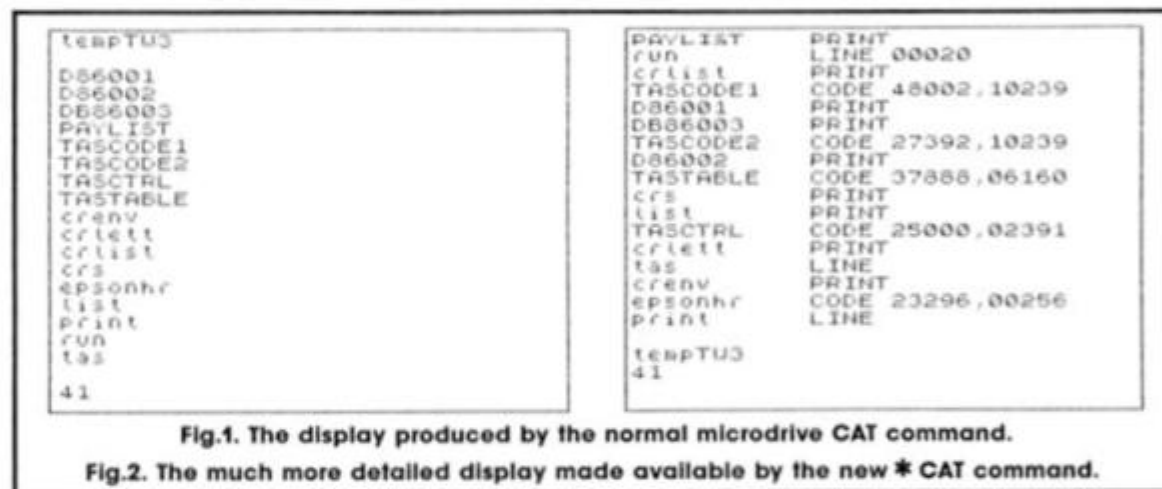 tempTU3
D86001
D86002
DB86003
PAYLIST
TASCODE1
TASCODE2
TASCTRL
TASTABLE
crenv
crlett
crlist
crs
epsonhr
list
print
run
tas
41
PAYLIST PRINT
run LINE 00020
crlist PRINT
TASCODE1 CODE 48002,10239
D86001 PRINT
DB86003 PRINT
TASCODE2 CODE 27392,10239
D86002 PRINT
TASTABLE CODE 37888,06160
crs PRINT
list PRINT
TASCTRL CODE 25000,02391
crlett PRINT
tas LINE
crenv PRINT
epsonhr CODE 23296,00256
print LINE
tempTU3
41
Fig.1. The display produced by the normal microdrive CAT command.
Fig.2. The much more detailed display made available by the new * CAT command.